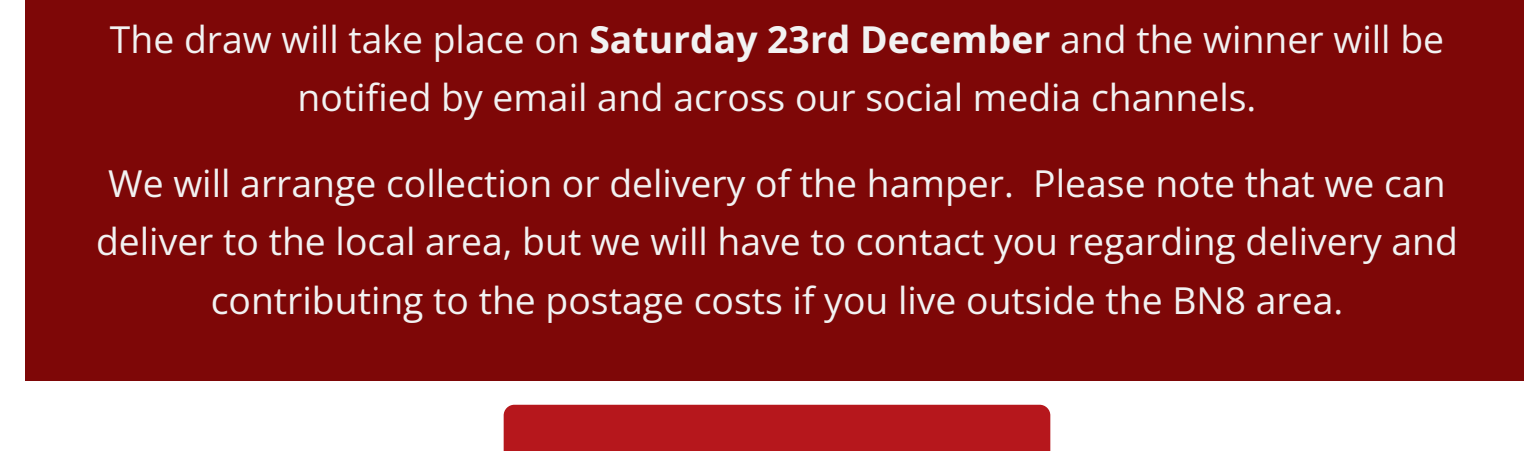 The draw will take place on Saturday 23rd December and the winner will be
notified by email and across our social media channels.
We will arrange collection or delivery of the hamper.  Please note that we can
deliver to the local area, but we will have to contact you regarding delivery and
contributing to the postage costs if you live outside the BN8 area.